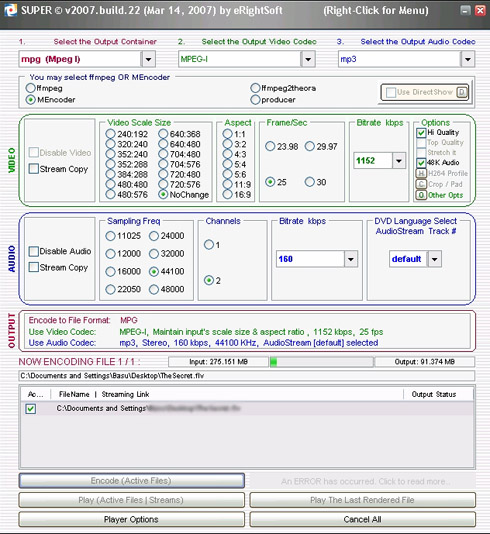 SUPER © v2007.build.22 (Mar 14, 2007) by eRightSoft (Right-Click for Menu)
1. Select the Output Container 2. Select the Output Video Codec 3. Select the Output Audio Codec
mpg (Mpeg I) MPEG-I mp3
You may select ffmpeg OR MEncoder
ffmpeg ffmpeg2theora
MEncoder producer
Use DirectShow D
VIDEO
Disable Video
Stream Copy
Video Scale Size
240:192 640:368
320:240 640:480
352:240 704:480
352:288 704:576
384:288 720:480
480:480 720:576
480:576 NoChange
Aspect
1:1
3:2
4:3
5:4
5:6
11:9
16:9
Frame/Sec
23.98 29.97
25 30
Bitrate kbps
1152
Options
Hi Quality
Top Quality
Stretch it
48K Audio
H H264 Profile
C Crop / Pad
O Other Opts
AUDIO
Disable Audio
Stream Copy
Sampling Freq
11025 24000
12000 32000
16000 44100
22050 48000
Channels
1
2
Bitrate kbps
160
DVD Language Select
AudioStream Track #
default
OUTPUT
Encode to File Format: MPG
Use Video Codec: MPEG-I, Maintain input's scale size & aspect ratio , 1152 kbps, 25 fps
Use Audio Codec: mp3, Stereo, 160 kbps, 44100 KHz, AudioStream [default] selected
NOW ENCODING FILE 1 / 1 : Input: 275.151 MB Output: 91.374 MB
C:\Documents and Settings\Basu\Desktop\TheSecret.flv
Ac... FileName | Streaming Link Output Status
C:\Documents and Settings\
Encode (Active Files) An ERROR has occurred. Click to read more..
Play (Active Files | Streams) Play The Last Rendered File
Player Options Cancel All